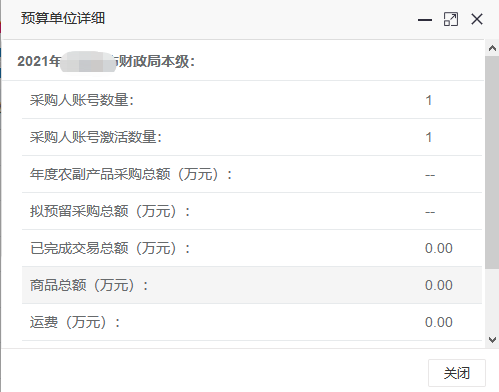 预算单位详细
2021年 财政局本级：
采购人账号数量： 1
采购人账号激活数量： 1
年度农副产品采购总额（万元）： --
拟预留采购总额（万元）： --
已完成交易总额（万元）： 0.00
商品总额（万元）： 0.00
运费（万元）： 0.00
关闭